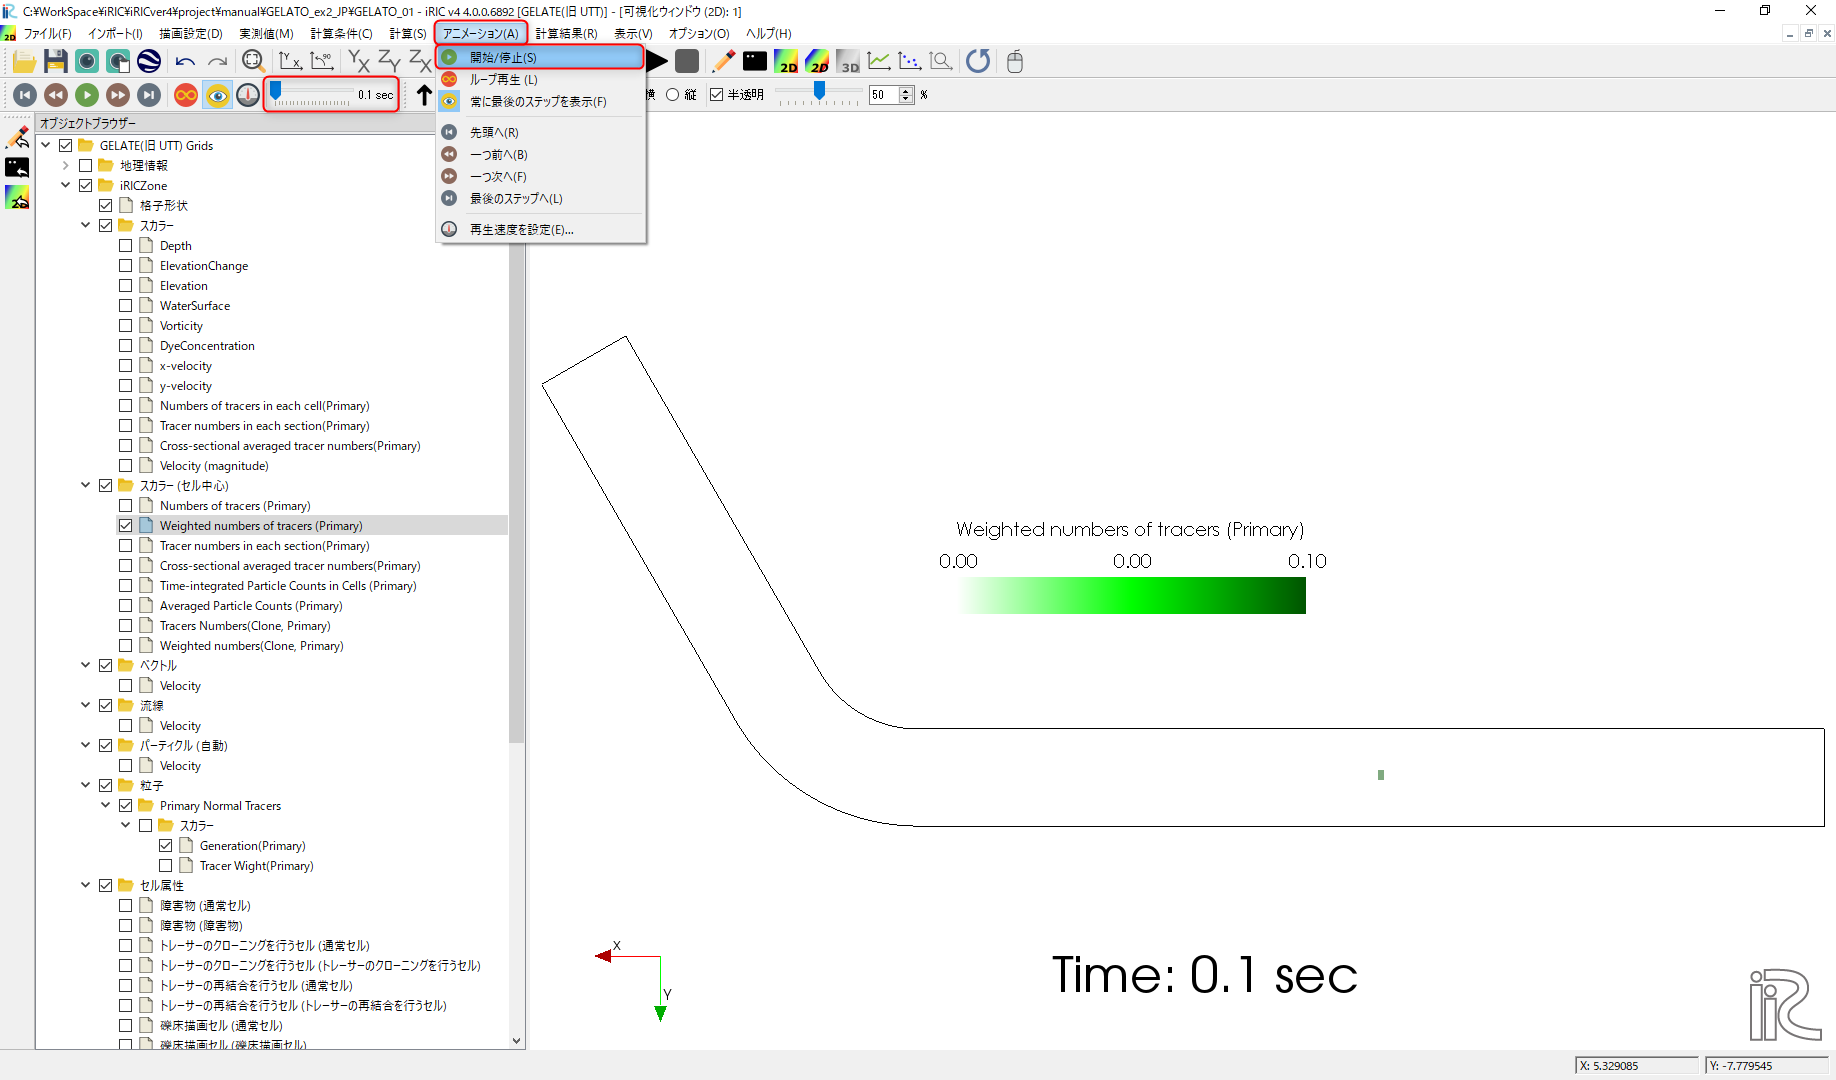 C:¥WorkSpace¥iRIC¥iRICver4¥project¥manual¥GELATO_ex2_JP¥GELATO_01 - iRIC v4 4.0.0.6892 [GELATE(旧 UTT)] - [可視化ウィンドウ (2D): 1]
ファイル(F) インポート(I) 描画設定(D) 実測値(M) 計算条件(C) 計算(S) アニメーション(A) 計算結果(R) 表示(V) オプション(O) ヘルプ(H)
開始/停止(S)
ループ再生 (L)
常に最後のステップを表示(F)
先頭へ(R)
一つ前へ(B)
一つ次へ(F)
最後のステップへ(L)
再生速度を設定(E)...
0.1 sec
横 縦 半透明 50 %
オブジェクトブラウザー
GELATE(旧 UTT) Grids
地理情報
iRICZone
格子形状
スカラー
Depth
ElevationChange
Elevation
WaterSurface
Vorticity
DyeConcentration
x-velocity
y-velocity
Numbers of tracers in each cell(Primary)
Tracer numbers in each section(Primary)
Cross-sectional averaged tracer numbers(Primary)
Velocity (magnitude)
スカラー (セル中心)
Numbers of tracers (Primary)
Weighted numbers of tracers (Primary)
Tracer numbers in each section(Primary)
Cross-sectional averaged tracer numbers(Primary)
Time-integrated Particle Counts in Cells (Primary)
Averaged Particle Counts (Primary)
Tracers Numbers(Clone, Primary)
Weighted numbers(Clone, Primary)
ベクトル
Velocity
流線
Velocity
パーティクル (自動)
Velocity
粒子
Primary Normal Tracers
スカラー
Generation(Primary)
Tracer Wight(Primary)
セル属性
障害物 (通常セル)
障害物 (障害物)
トレーサーのクローニングを行うセル (通常セル)
トレーサーのクローニングを行うセル (トレーサーのクローニングを行うセル)
トレーサーの再結合を行うセル (通常セル)
トレーサーの再結合を行うセル (トレーサーの再結合を行うセル)
礫床描画セル (通常セル)
礫床描画セル (礫床描画セル)
Weighted numbers of tracers (Primary)
0.00 0.00 0.10
X
Y
Time: 0.1 sec
iRIC
X: 5.329085 Y: -7.779545